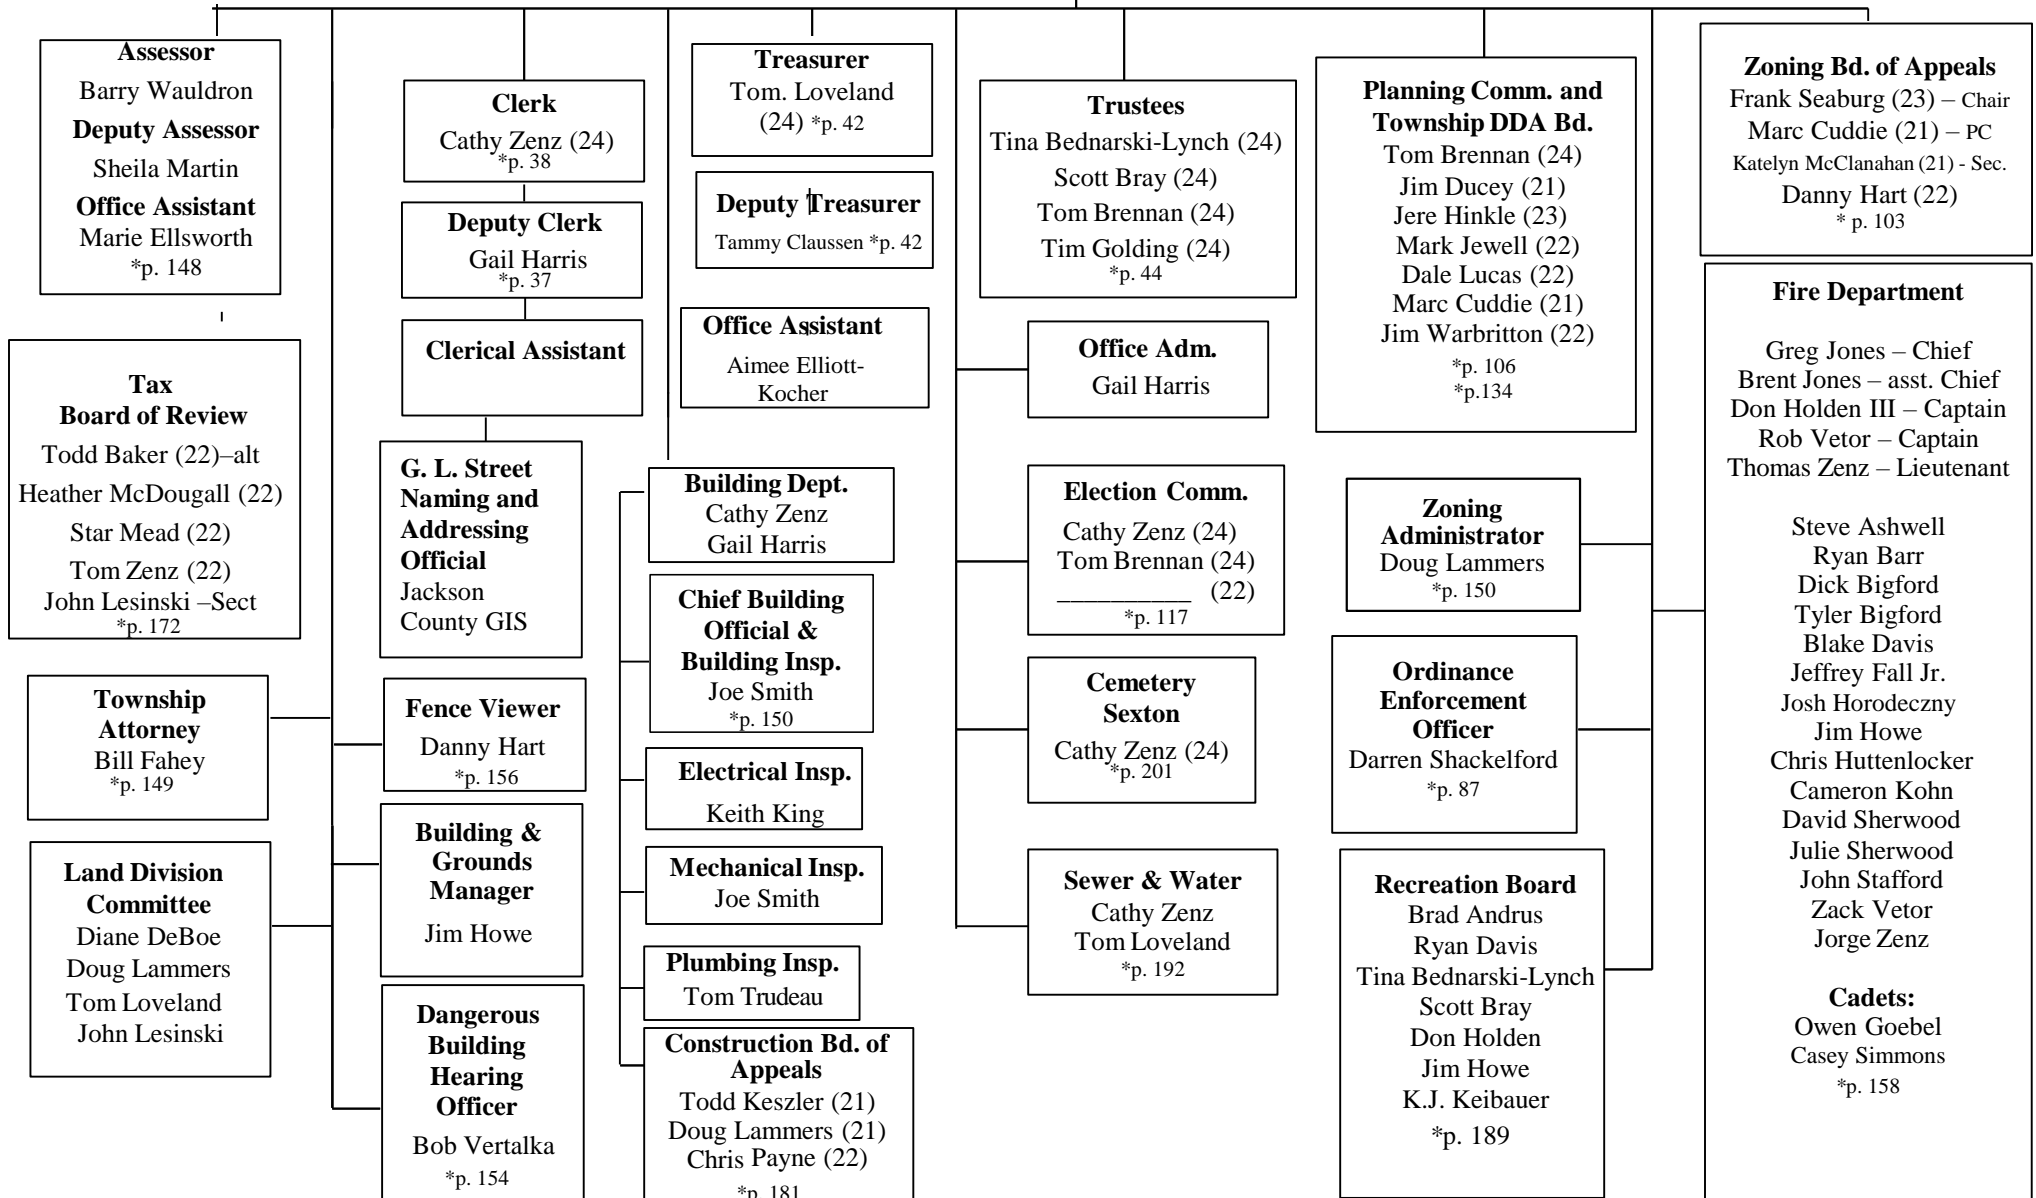 Assessor
Barry Wauldron
Deputy Assessor
Sheila Martin
Office Assistant
Marie Ellsworth
*p. 148
Tax
Board of Review
Todd Baker (22)–alt
Heather McDougall (22)
Star Mead (22)
Tom Zenz (22)
John Lesinski –Sect
*p. 172
Township
Attorney
Bill Fahey
*p. 149
Land Division
Committee
Diane DeBoe
Doug Lammers
Tom Loveland
John Lesinski
Clerk
Cathy Zenz (24)
*p. 38
Deputy Clerk
Gail Harris
*p. 37
Clerical Assistant
G. L. Street
Naming and
Addressing
Official
Jackson
County GIS
Fence Viewer
Danny Hart
*p. 156
Building &
Grounds
Manager
Jim Howe
Dangerous
Building
Hearing
Officer
Bob Vertalka
*p. 154
Treasurer
Tom. Loveland
(24) *p. 42
Deputy Treasurer
Tammy Claussen *p. 42
Office Assistant
Aimee Elliott-
Kocher
Building Dept.
Cathy Zenz
Gail Harris
Chief Building
Official &
Building Insp.
Joe Smith
*p. 150
Electrical Insp.
Keith King
Mechanical Insp.
Joe Smith
Plumbing Insp.
Tom Trudeau
Construction Bd. of
Appeals
Todd Keszler (21)
Doug Lammers (21)
Chris Payne (22)
*p. 181
Trustees
Tina Bednarski-Lynch (24)
Scott Bray (24)
Tom Brennan (24)
Tim Golding (24)
*p. 44
Office Adm.
Gail Harris
Election Comm.
Cathy Zenz (24)
Tom Brennan (24)
__________ (22)
*p. 117
Cemetery
Sexton
Cathy Zenz (24)
*p. 201
Sewer & Water
Cathy Zenz
Tom Loveland
*p. 192
Planning Comm. and
Township DDA Bd.
Tom Brennan (24)
Jim Ducey (21)
Jere Hinkle (23)
Mark Jewell (22)
Dale Lucas (22)
Marc Cuddie (21)
Jim Warbritton (22)
*p. 106
*p.134
Zoning
Administrator
Doug Lammers
*p. 150
Ordinance
Enforcement
Officer
Darren Shackelford
*p. 87
Recreation Board
Brad Andrus
Ryan Davis
Tina Bednarski-Lynch
Scott Bray
Don Holden
Jim Howe
K.J. Keibauer
*p. 189
Zoning Bd. of Appeals
Frank Seaburg (23) – Chair
Marc Cuddie (21) – PC
Katelyn McClanahan (21) - Sec.
Danny Hart (22)
* p. 103
Fire Department
Greg Jones – Chief
Brent Jones – asst. Chief
Don Holden III – Captain
Rob Vetor – Captain
Thomas Zenz – Lieutenant
Steve Ashwell
Ryan Barr
Dick Bigford
Tyler Bigford
Blake Davis
Jeffrey Fall Jr.
Josh Horodeczny
Jim Howe
Chris Huttenlocker
Cameron Kohn
David Sherwood
Julie Sherwood
John Stafford
Zack Vetor
Jorge Zenz
Cadets:
Owen Goebel
Casey Simmons
*p. 158